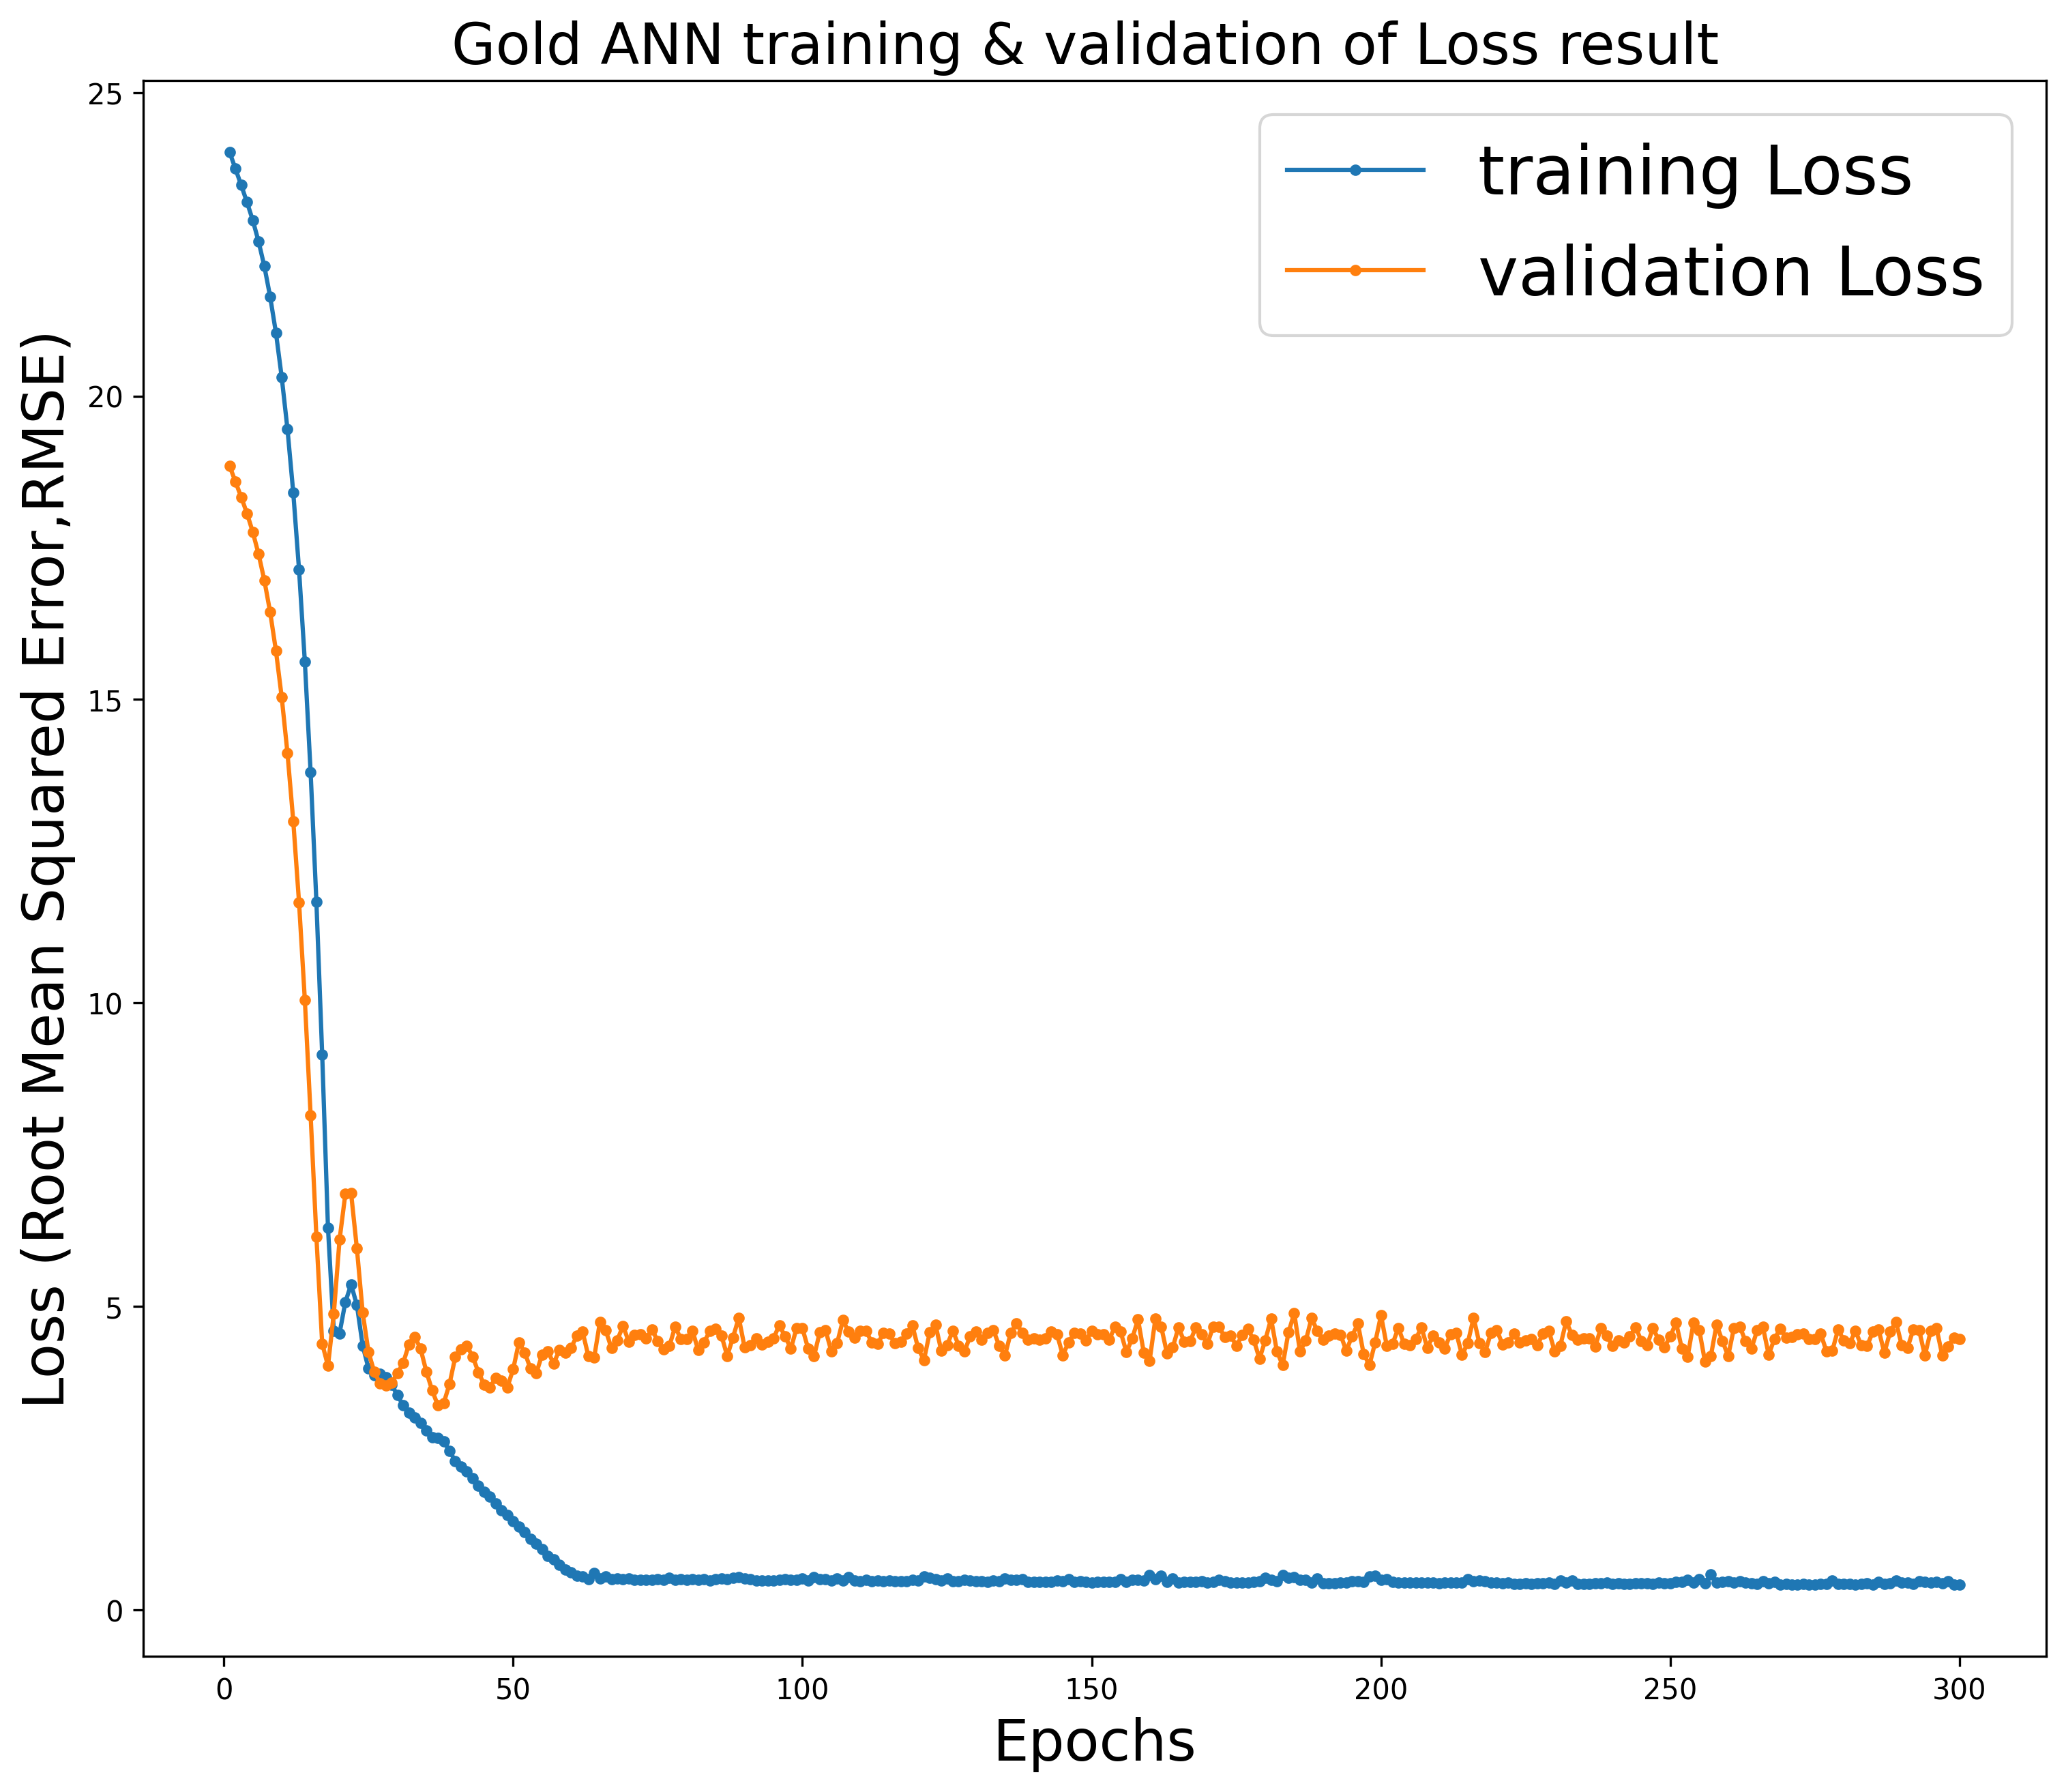 Gold ANN training & validation of Loss result
training Loss
validation Loss
Loss (Root Mean Squared Error,RMSE)
25
20
15
10
5
0
0 50 100 150 200 250 300
Epochs